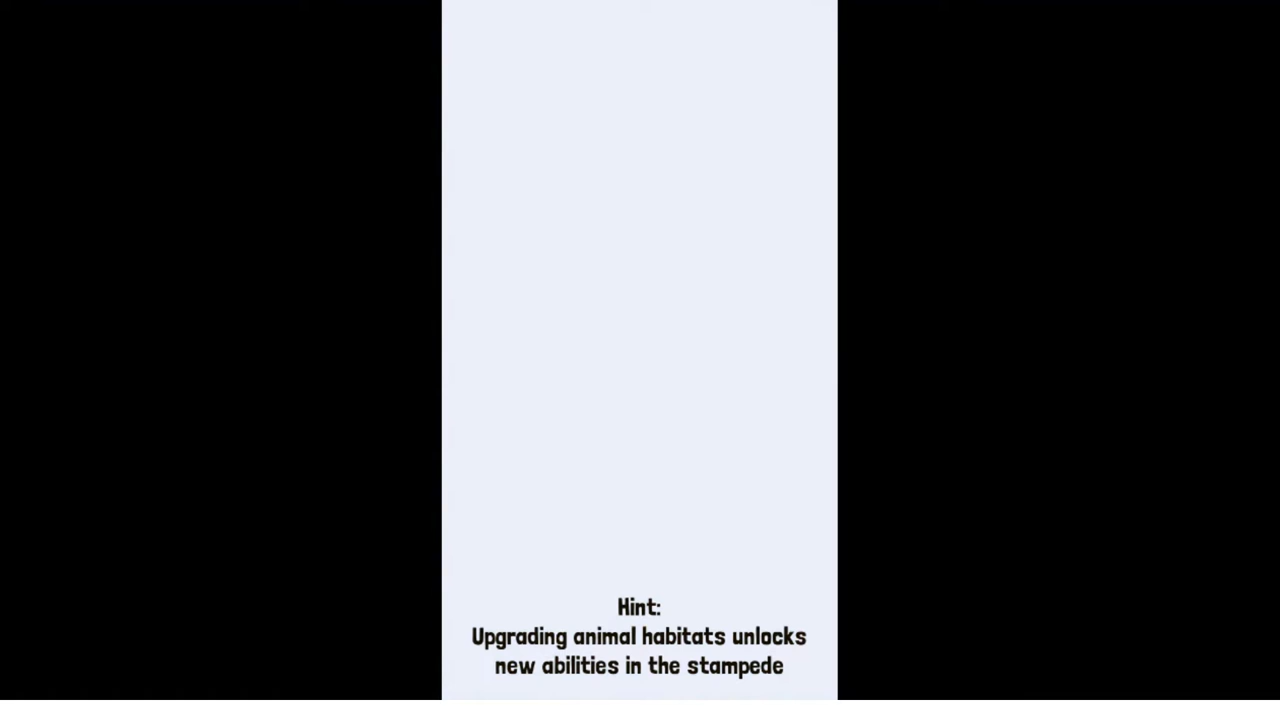 Hint:
Upgrading animal habitats unlocks
new abilities in the stampede